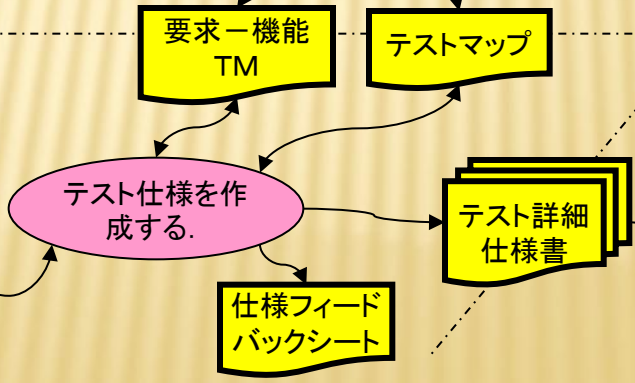 要求－機能
TM
テストマップ
テスト仕様を作
成する.
テスト詳細
仕様書
仕様フィード
バックシート